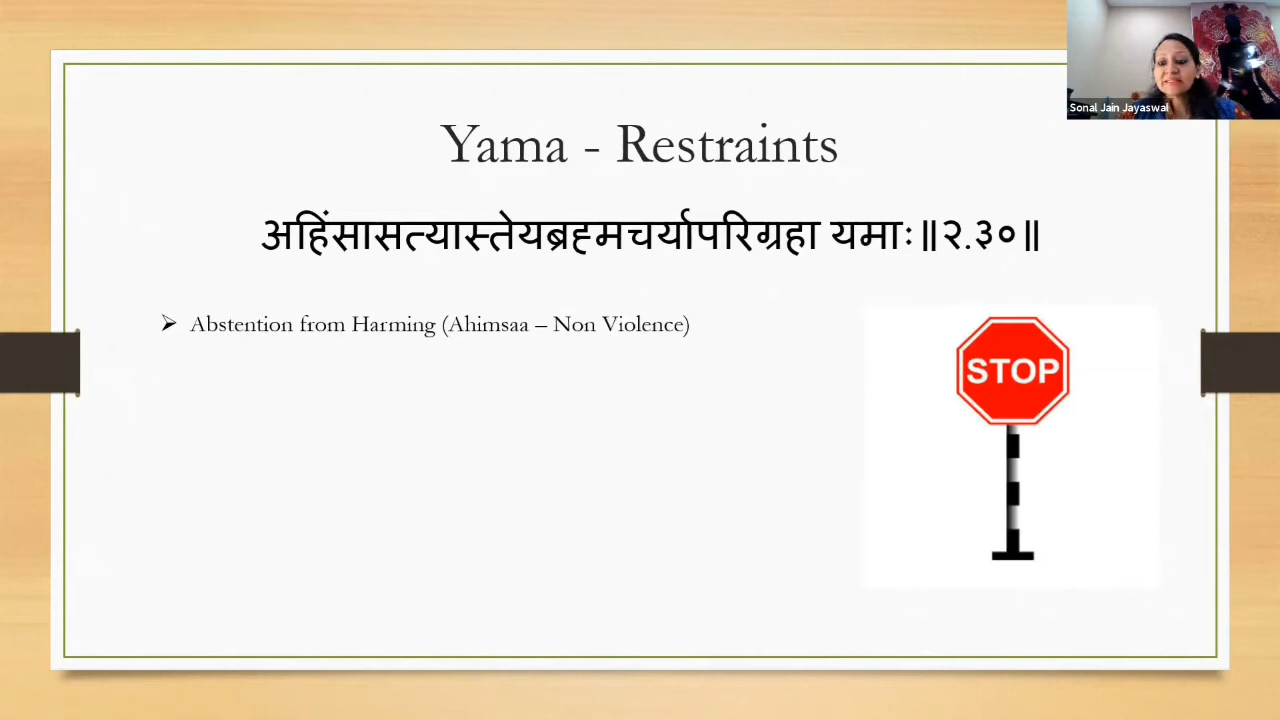 Sonal Jain Jayaswal
Yama - Restraints
अहिंसासत्यास्तेयब्रह्मचर्यापरिग्रहा यमाः॥२.३०॥
➢ Abstention from Harming (Ahimsaa – Non Violence)
STOP